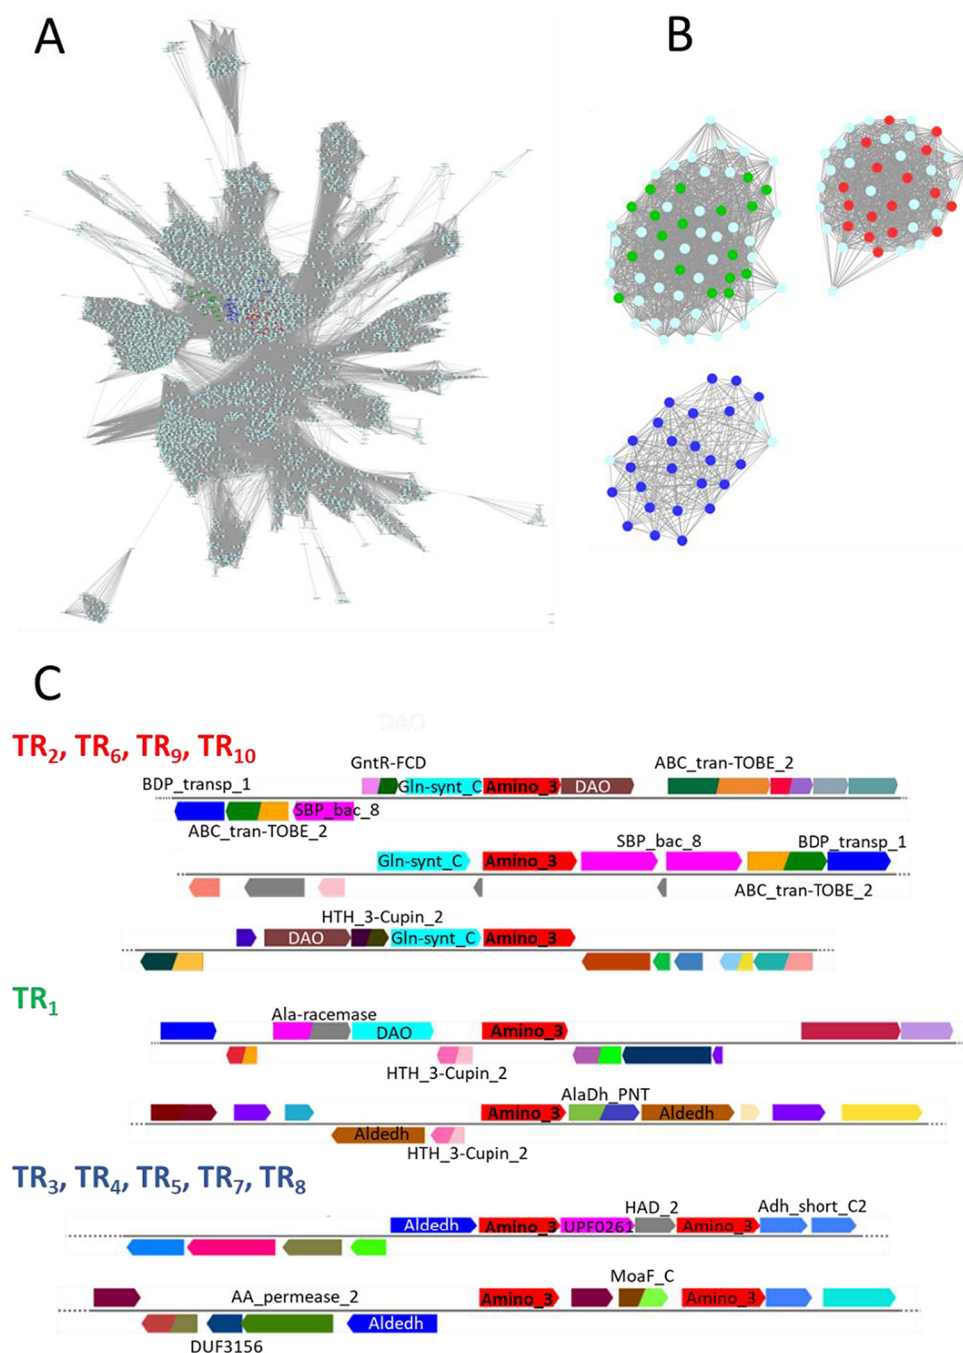 A
B
C
DAO
TR2, TR6, TR9, TR10
GntR-FCD
ABC_tran-TOBE_2
BDP_transp_1
Gln-synt_C Amino_3 DAO
SBP_bac_8
ABC_tran-TOBE_2
SBP_bac_8
BDP_transp_1
Gln-synt_C Amino_3
ABC_tran-TOBE_2
HTH_3-Cupin_2
DAO Gln-synt_C Amino_3
TR1
Ala-racemase
DAO Amino_3
HTH_3-Cupin_2
AlaDh_PNT
Amino_3 Aldedh
Aldedh
HTH_3-Cupin_2
TR3, TR4, TR5, TR7, TR8
HAD_2 Adh_short_C2
Aldedh Amino_3 UPF0261 Amino_3
MoaF_C
AA_permease_2
Amino_3 Amino_3
Aldedh
DUF3156